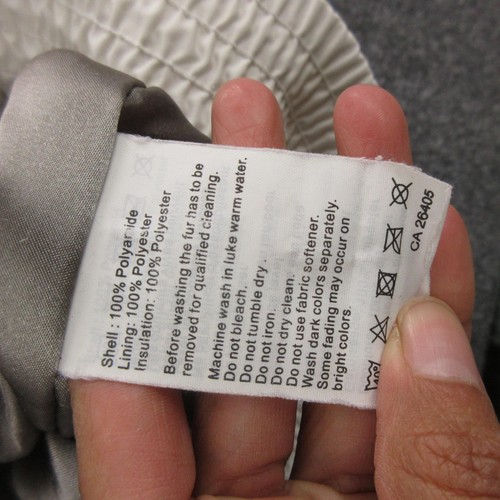 Shell : 100% Polyamide
Lining: 100% Polyester
Insulation: 100% Polyester
Before washing the fur has to be
removed for qualified cleaning.
Machine wash in luke warm water.
Do not bleach.
Do not tumble dry .
Do not iron.
Do not dry clean.
Do not use fabric softener.
Wash dark colors separately.
Some fading may occur on
bright colors.
40°
CA 26405